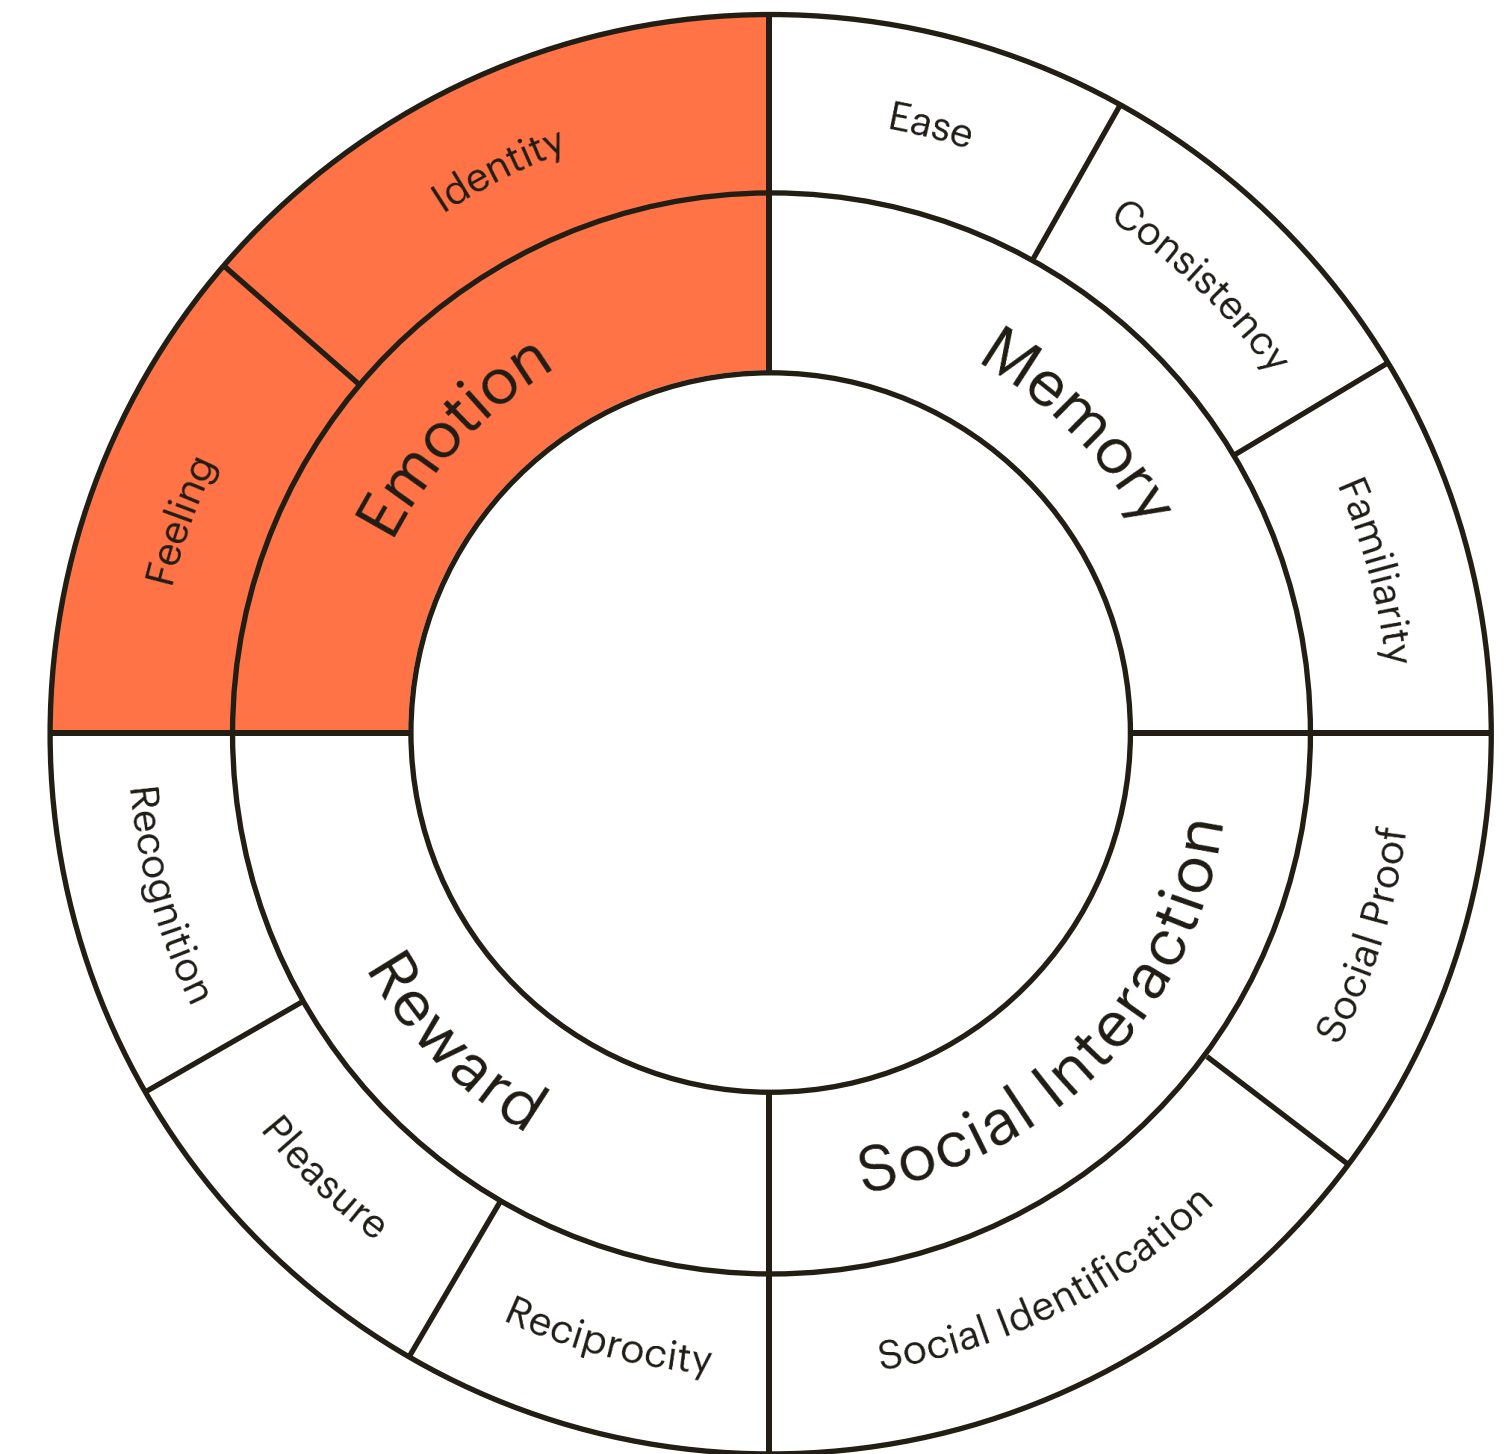 Emotion
Identity
Feeling
Memory
Ease
Consistency
Familiarity
Social Interaction
Social Proof
Social Identification
Reward
Reciprocity
Pleasure
Recognition